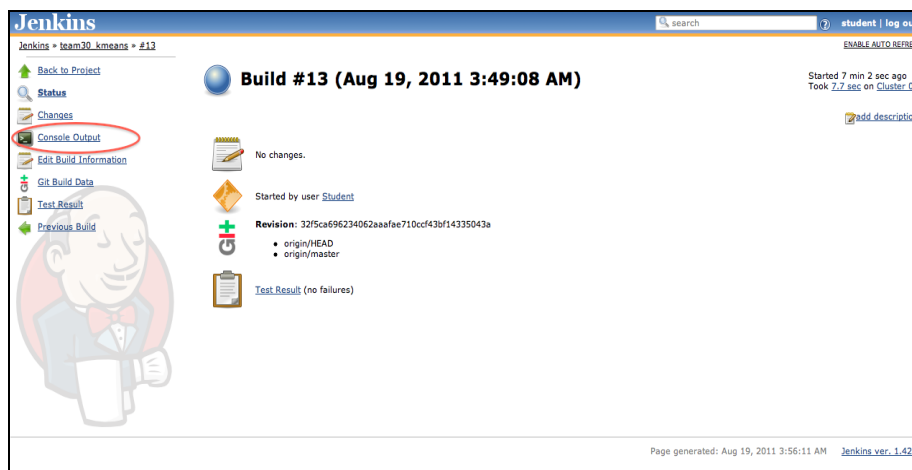 Jenkins
search
student | log ou
Jenkins » team30_kmeans » #13
ENABLE AUTO REFRE
Back to Project
Status
Changes
Console Output
Edit Build Information
Git Build Data
Test Result
Previous Build
Build #13 (Aug 19, 2011 3:49:08 AM)
Started 7 min 2 sec ago
Took 7.7 sec on Cluster
add descriptio
No changes.
Started by user Student
git
Revision: 32f5ca696234062aaafae710ccf43bf14335043a
origin/HEAD
origin/master
Test Result (no failures)
Page generated: Aug 19, 2011 3:56:11 AM Jenkins ver. 1.42